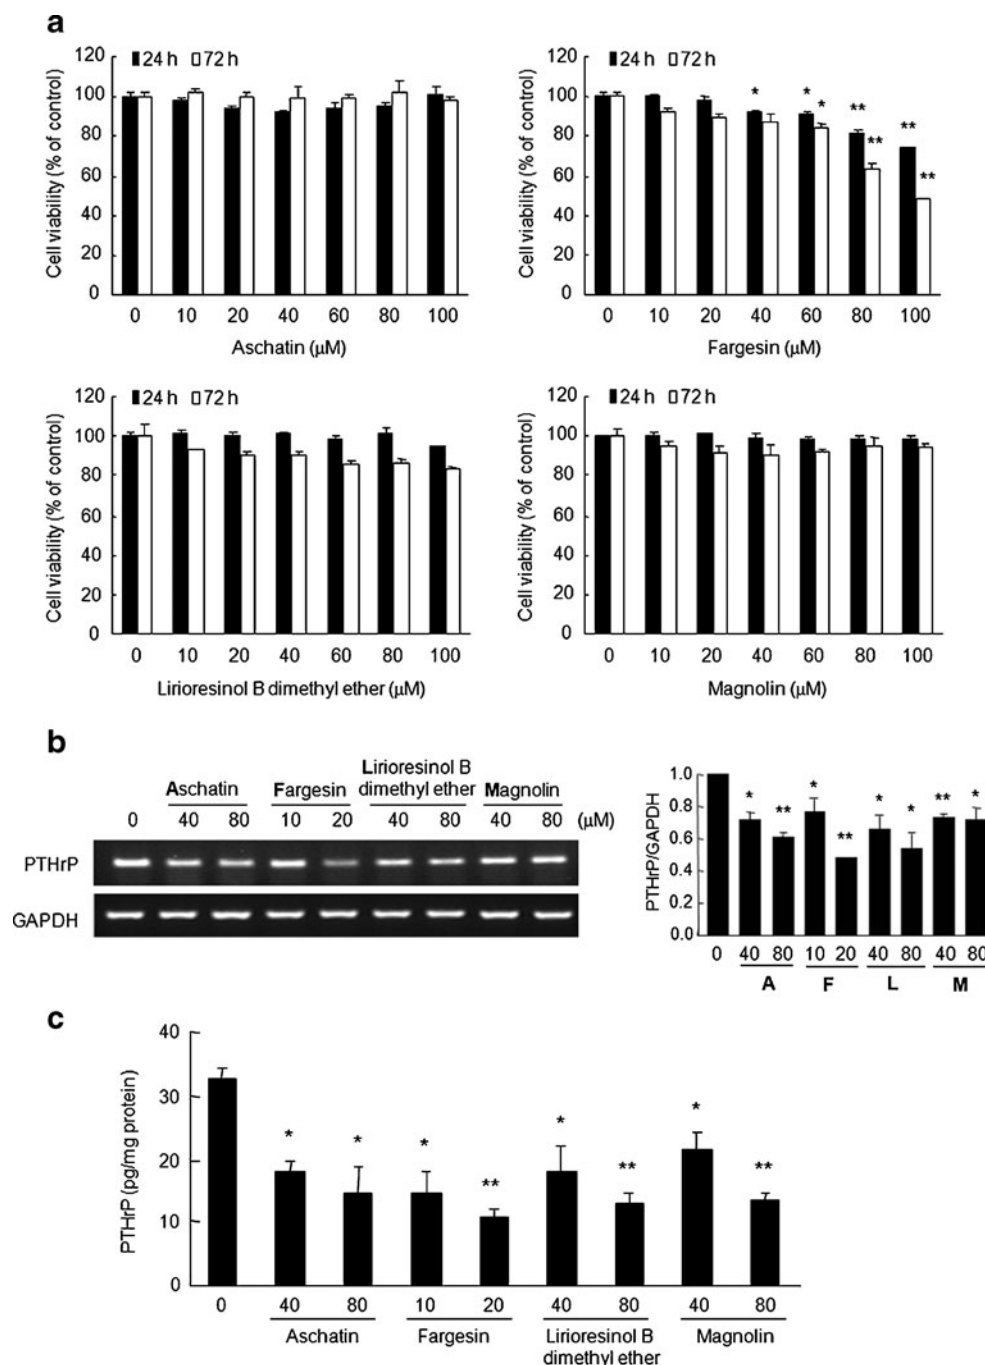 a
24 h 72 h
Cell viability (% of control)
120
100
80
60
40
20
0
0 10 20 40 60 80 100
Aschatin (μM)
24 h 72 h
Cell viability (% of control)
120
100
80
60
40
20
0
* * * ** ** ** **
0 10 20 40 60 80 100
Fargesin (μM)
24 h 72 h
Cell viability (% of control)
120
100
80
60
40
20
0
0 10 20 40 60 80 100
Lirioresinol B dimethyl ether (μM)
24 h 72 h
Cell viability (% of control)
120
100
80
60
40
20
0
0 10 20 40 60 80 100
Magnolin (μM)
b
Lirioresinol B
Aschatin Fargesin dimethyl ether Magnolin
0 40 80 10 20 40 80 40 80 (μM)
PTHrP
GAPDH
PTHrP/GAPDH
1.0
0.8
0.6
0.4
0.2
0.0
* ** * ** * * ** *
0 40 80 10 20 40 80 40 80
A F L M
c
PTHrP (pg/mg protein)
40
30
20
10
0
* * * ** * ** * **
0 40 80 10 20 40 80 40 80
Aschatin Fargesin Lirioresinol B Magnolin
dimethyl ether